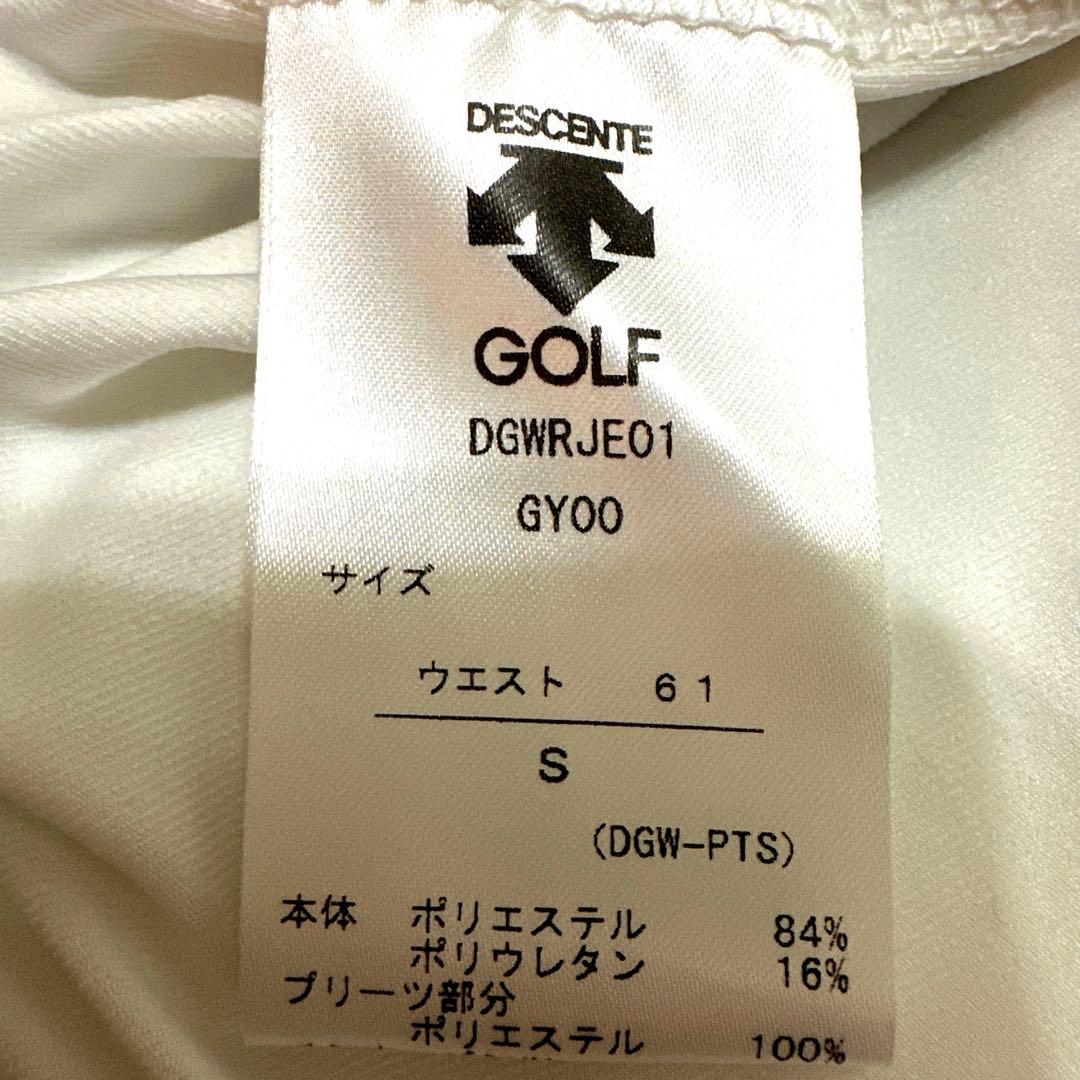 DESCENTE
GOLF
DGWRJE01
GY00
サイズ
ウエスト 61
S
(DGW-PTS)
本体 ポリエステル 84%
ポリウレタン 16%
プリーツ部分
ポリエステル 100%